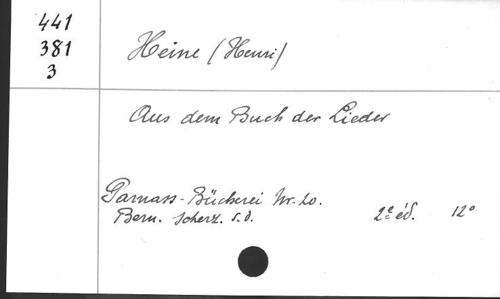 441
381
3
Heine (Henri)
Aus dem Buch der Lieder
Parnass-Bücherei Nr. 20.
Bern. Scherz. s.d. 2e éd. 12°